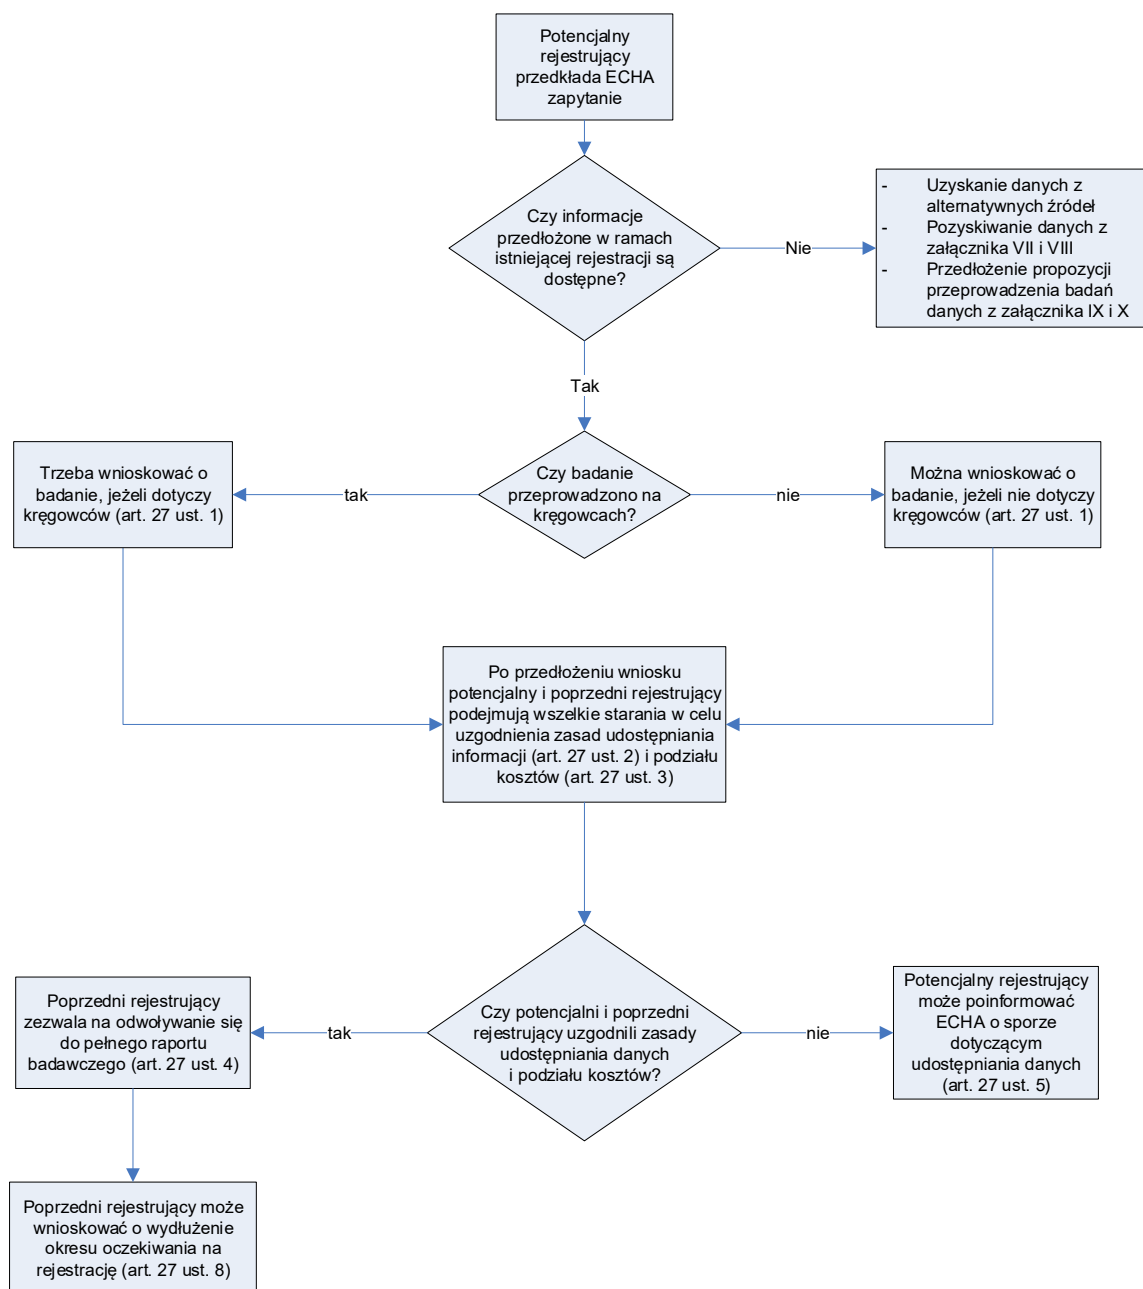 Potencjalny
rejestrujący
przedkłada ECHA
zapytanie
Czy informacje
przedłożone w ramach
istniejącej rejestracji są
dostępne?
Nie
- Uzyskanie danych z
alternatywnych źródeł
- Pozyskiwanie danych z
załącznika VII i VIII
- Przedłożenie propozycji
przeprowadzenia badań
danych z załącznika IX i X
Tak
Trzeba wnioskować o
badanie, jeżeli dotyczy
kręgowców (art. 27 ust. 1)
tak
Czy badanie
przeprowadzono na
kręgowcach?
nie
Można wnioskować o
badanie, jeżeli nie dotyczy
kręgowców (art. 27 ust. 1)
Po przedłożeniu wniosku
potencjalny i poprzedni rejestrujący
podejmują wszelkie starania w celu
uzgodnienia zasad udostępniania
informacji (art. 27 ust. 2) i podziału
kosztów (art. 27 ust. 3)
Poprzedni rejestrujący
zezwala na odwoływanie się
do pełnego raportu
badawczego (art. 27 ust. 4)
tak
Czy potencjalni i poprzedni
rejestrujący uzgodnili zasady
udostępniania danych
i podziału kosztów?
nie
Potencjalny rejestrujący
może poinformować
ECHA o sporze
dotyczącym
udostępniania danych
(art. 27 ust. 5)
Poprzedni rejestrujący może
wnioskować o wydłużenie
okresu oczekiwania na
rejestrację (art. 27 ust. 8)